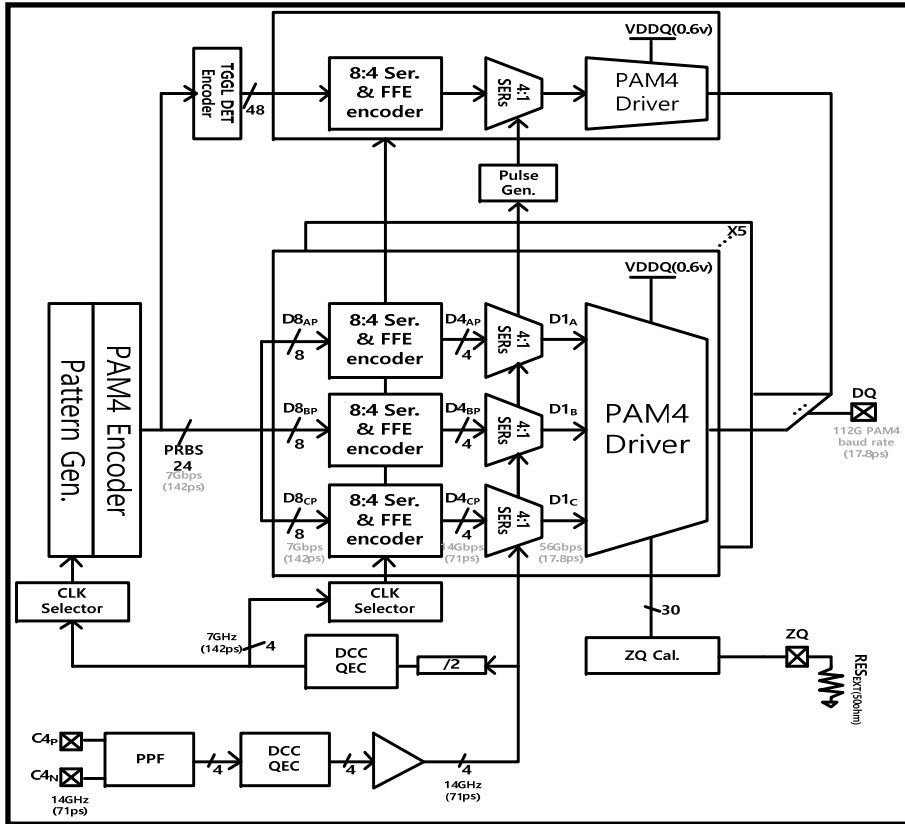 VDDQ(0.6v)
TGGL DET
Encoder
48
8:4 Ser.
& FFE
encoder
4:1
SERs
PAM4
Driver
Pulse
Gen.
X5
VDDQ(0.6v)
Pattern Gen.
PAM4 Encoder
PRBS
24
7Gbps
(142ps)
D8AP
8
8:4 Ser.
& FFE
encoder
D4AP
4
4:1
SERs
D1A
D8BP
8
8:4 Ser.
& FFE
encoder
D4BP
4
4:1
SERs
D1B
D8CP
8
8:4 Ser.
& FFE
encoder
D4CP
4
4:1
SERs
D1C
7Gbps
(142ps)
14Gbps
(71ps)
56Gbps
(17.8ps)
PAM4
Driver
DQ
112G PAM4
baud rate
(17.8ps)
CLK
Selector
CLK
Selector
7GHz
(142ps)
4
DCC
QEC
/2
30
ZQ Cal.
ZQ
RESEXT(50ohm)
C4P
C4N
14GHz
(71ps)
PPF
4
DCC
QEC
4
4
14GHz
(71ps)